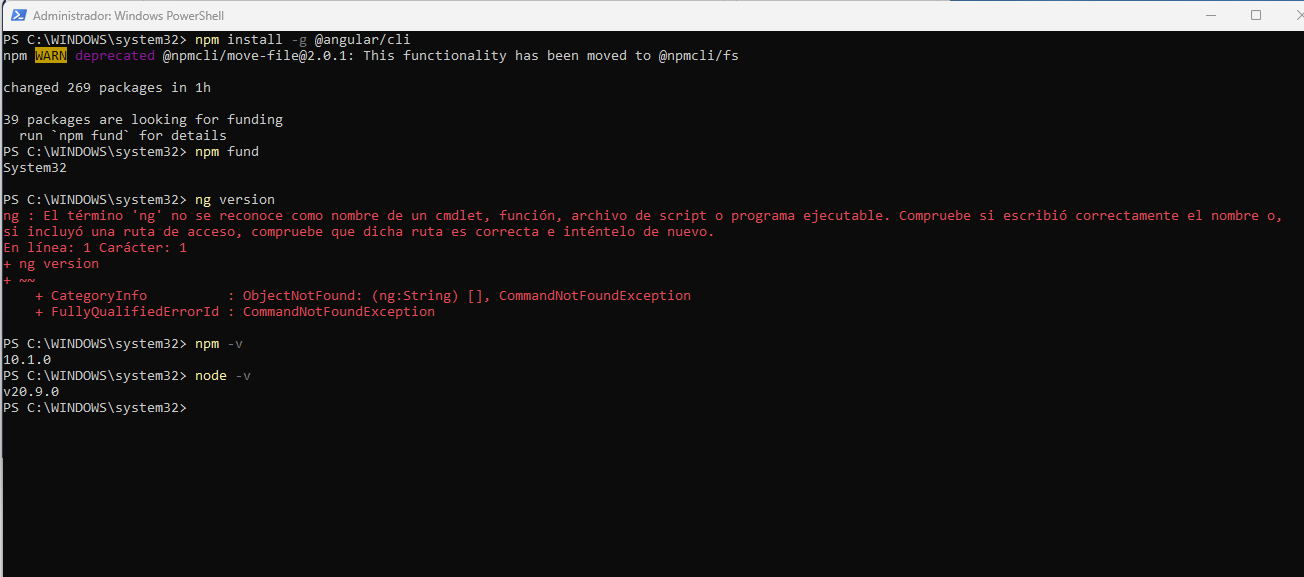 Administrador: Windows PowerShell
PS C:\WINDOWS\system32> npm install -g @angular/cli
npm WARN deprecated @npmcli/move-file@2.0.1: This functionality has been moved to @npmcli/fs
changed 269 packages in 1h
39 packages are looking for funding
  run `npm fund` for details
PS C:\WINDOWS\system32> npm fund
System32
PS C:\WINDOWS\system32> ng version
ng : El término 'ng' no se reconoce como nombre de un cmdlet, función, archivo de script o programa ejecutable. Compruebe si escribió correctamente el nombre o,
si incluyó una ruta de acceso, compruebe que dicha ruta es correcta e inténtelo de nuevo.
En línea: 1 Carácter: 1
+ ng version
+ ~~
    + CategoryInfo          : ObjectNotFound: (ng:String) [], CommandNotFoundException
    + FullyQualifiedErrorId : CommandNotFoundException
PS C:\WINDOWS\system32> npm -v
10.1.0
PS C:\WINDOWS\system32> node -v
v20.9.0
PS C:\WINDOWS\system32>